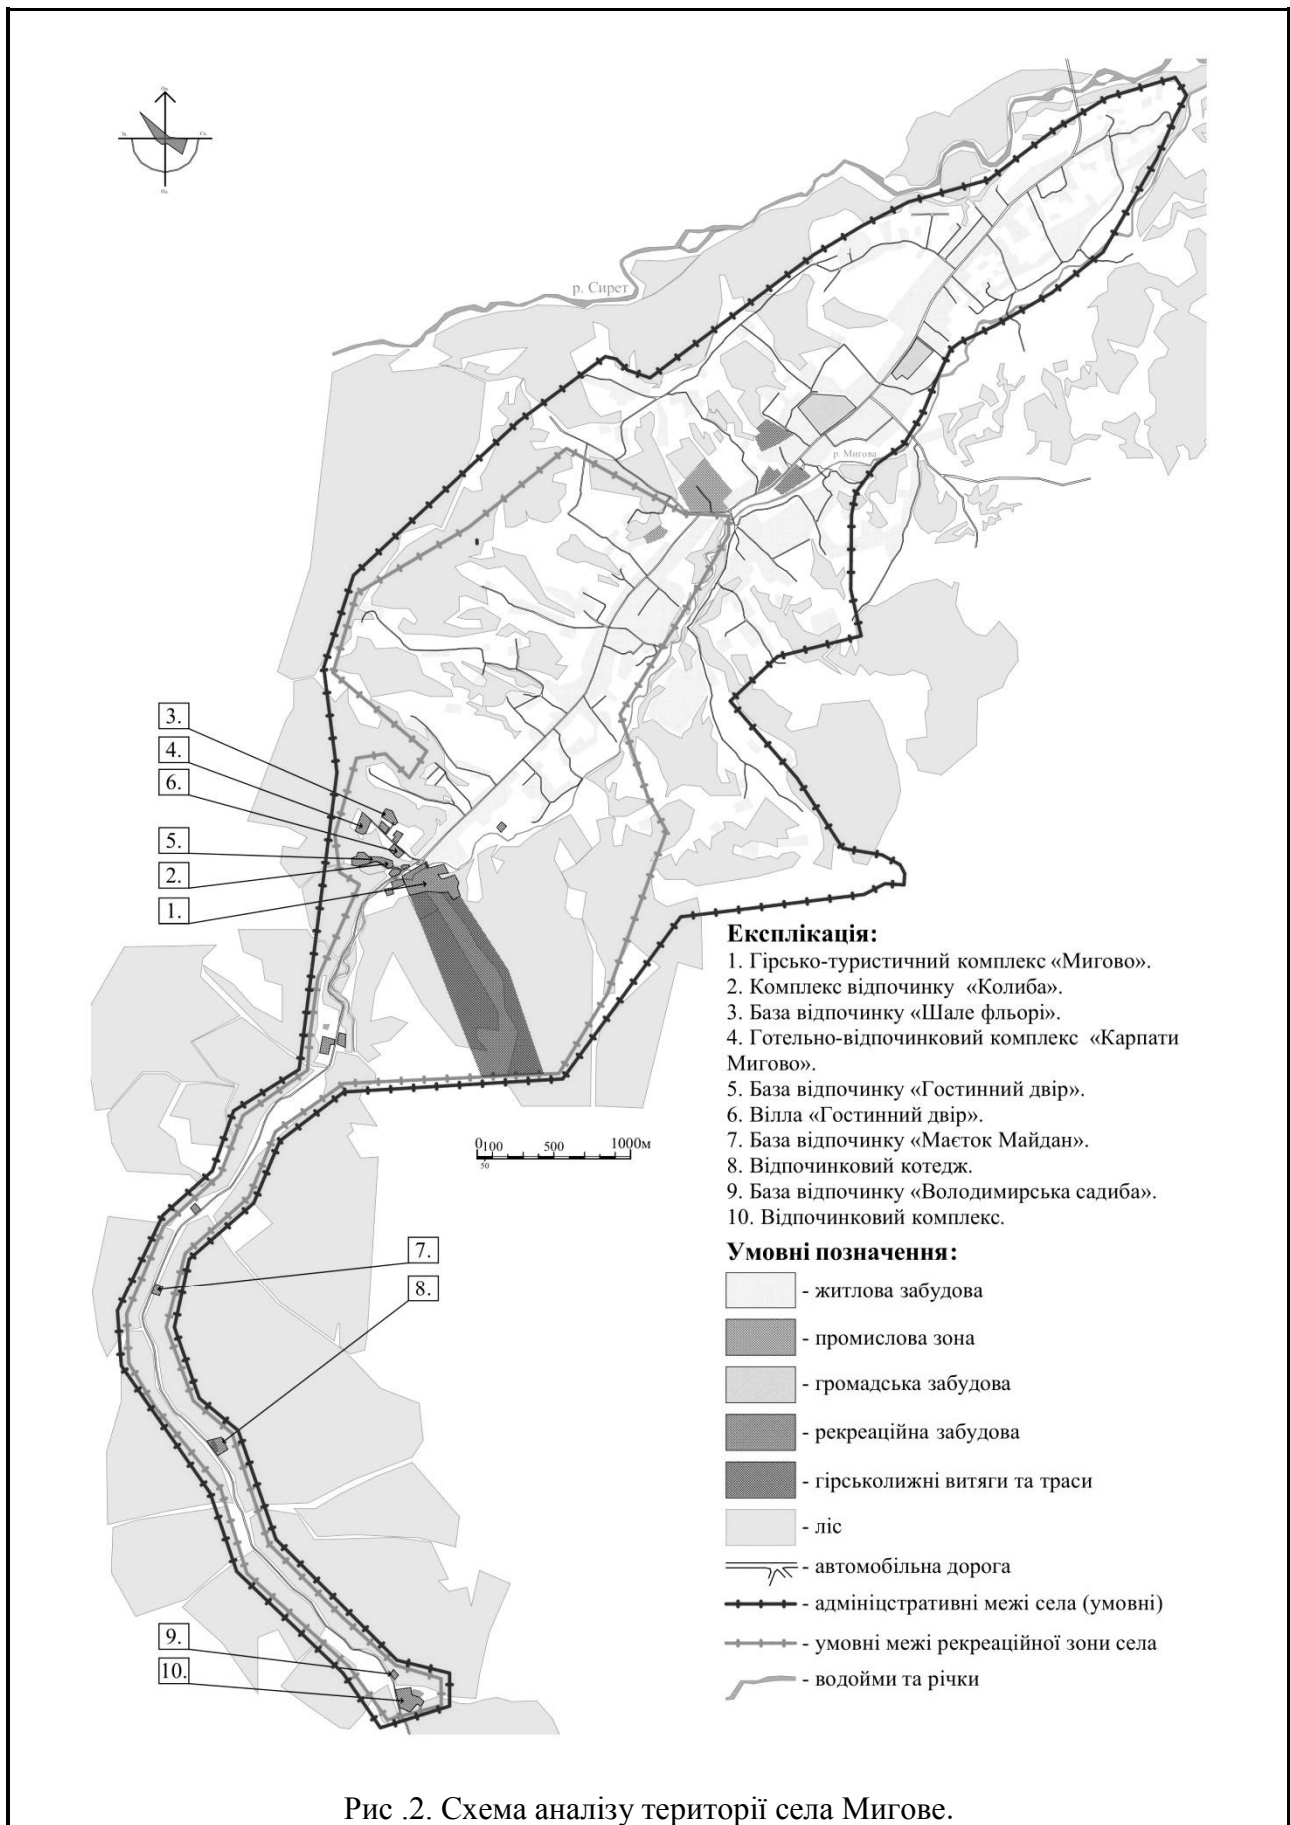 Пн.
Зх.
Сх.
Пд.
р. Сирет
р. Мигова
3.
4.
6.
5.
2.
1.
Експлікація:
1. Гірсько-туристичний комплекс «Мигово».
2. Комплекс відпочинку «Колиба».
3. База відпочинку «Шале фльорі».
4. Готельно-відпочинковий комплекс «Карпати
Мигово».
5. База відпочинку «Гостинний двір».
6. Вілла «Гостинний двір».
7. База відпочинку «Маєток Майдан».
8. Відпочинковий котедж.
9. База відпочинку «Володимирська садиба».
10. Відпочинковий комплекс.
0 100 500 1000м
50
7.
8.
9.
10.
Умовні позначення:
- житлова забудова
- промислова зона
- громадська забудова
- рекреаційна забудова
- гірськолижні витяги та траси
- ліс
- автомобільна дорога
- адмініцстративні межі села (умовні)
- умовні межі рекреаційної зони села
- водойми та річки
Рис .2. Схема аналізу території села Мигове.